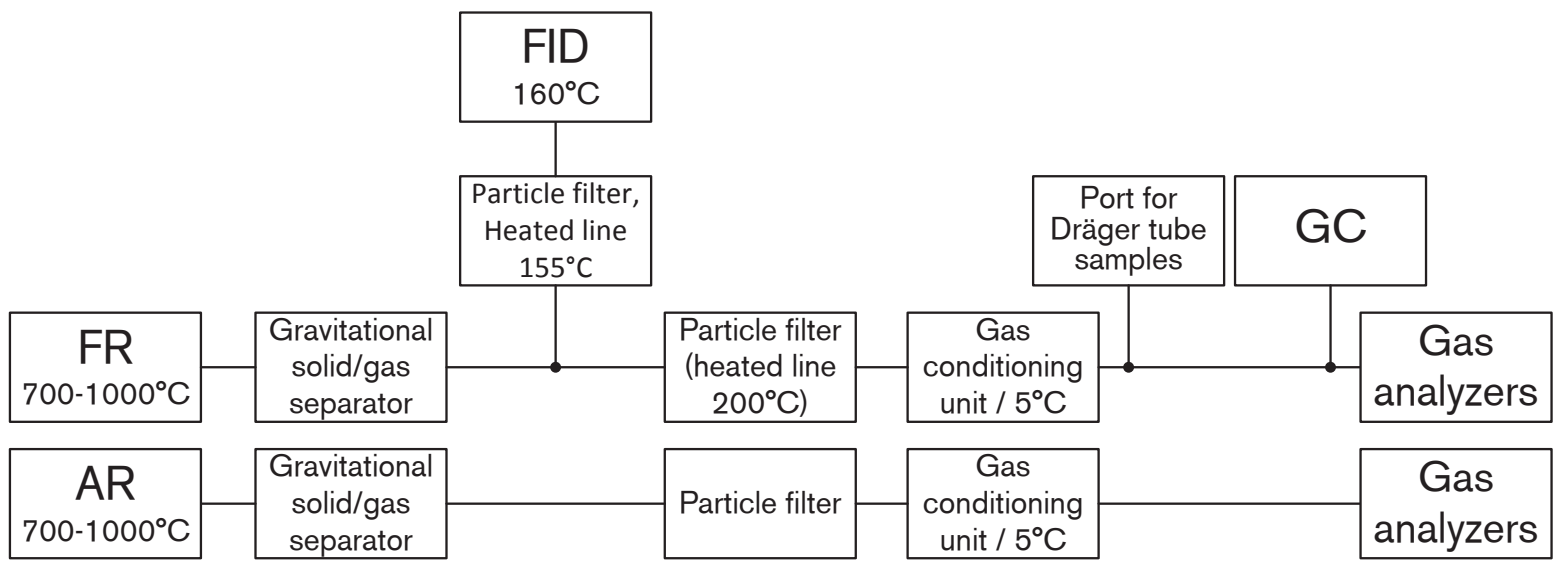 FID
160°C
Particle filter,
Heated line
155°C
Port for
Dräger tube
samples
GC
FR
700-1000°C
Gravitational
solid/gas
separator
Particle filter
(heated line
200°C)
Gas
conditioning
unit / 5°C
Gas
analyzers
AR
700-1000°C
Gravitational
solid/gas
separator
Particle filter
Gas
conditioning
unit / 5°C
Gas
analyzers